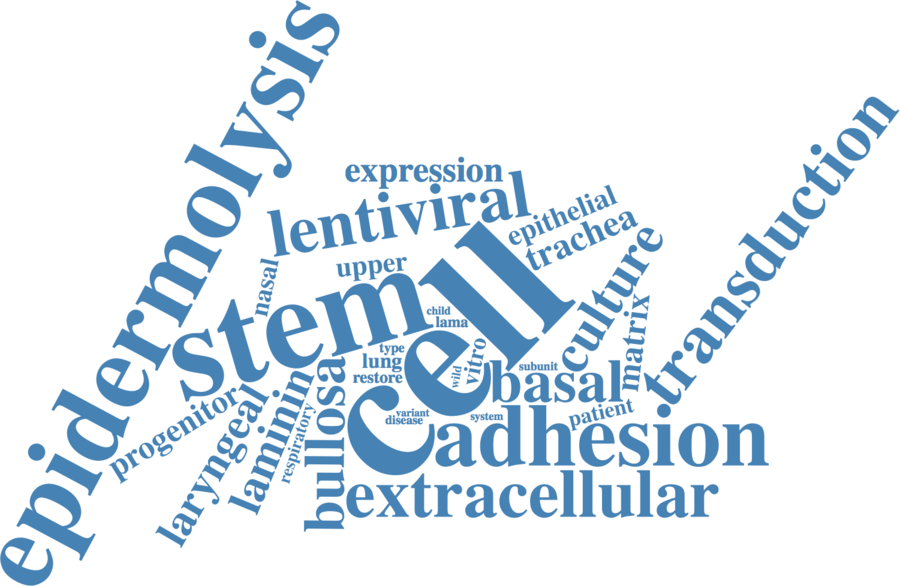 epidermolysis
expression
lentiviral
epithelial
trachea
transduction
nasal
upper
stem
cell
culture
child
lama
matrix
type
lung
restore
vitro
wild
subunit
basal
progenitor
laryngeal
laminin
respiratory
bullosa
variant
disease
system
patient
adhesion
extracellular